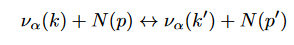 ν_α(k) + N(p) ↔ ν_α(k′) + N(p′)